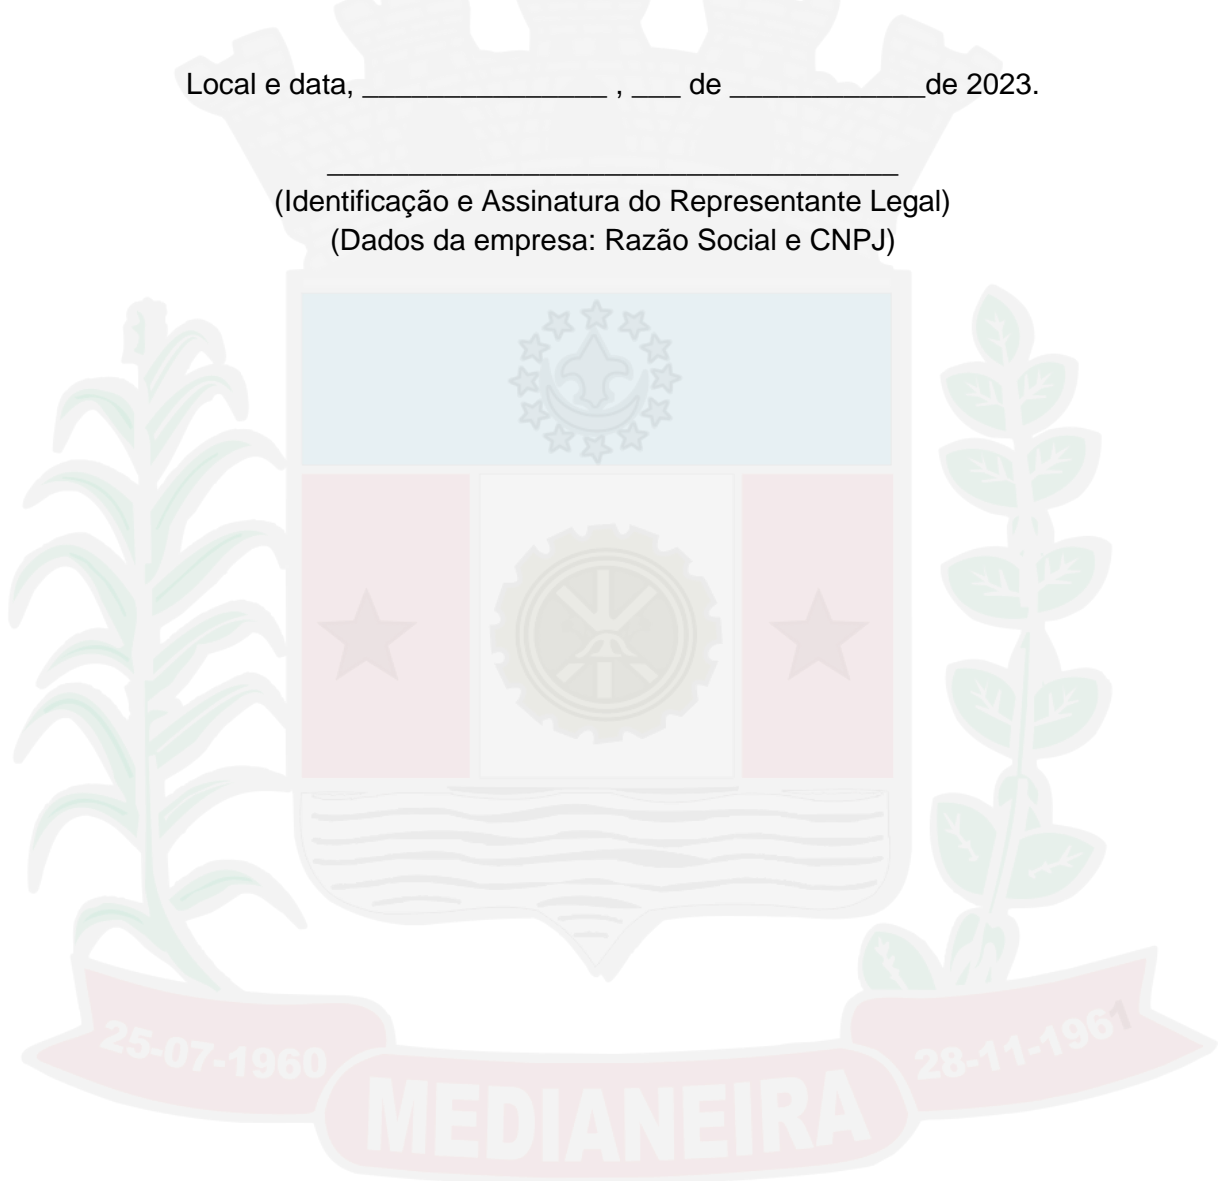 Local e data, _______________ , ___ de ____________de 2023.
___________________________________
(Identificação e Assinatura do Representante Legal)
(Dados da empresa: Razão Social e CNPJ)
25-07-1960
28-11-1961
MEDIANEIRA